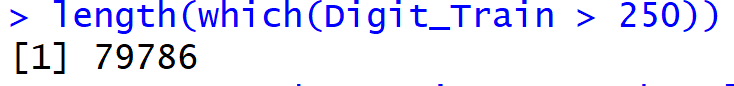 > length(which(Digit_Train > 250))
[1] 79786